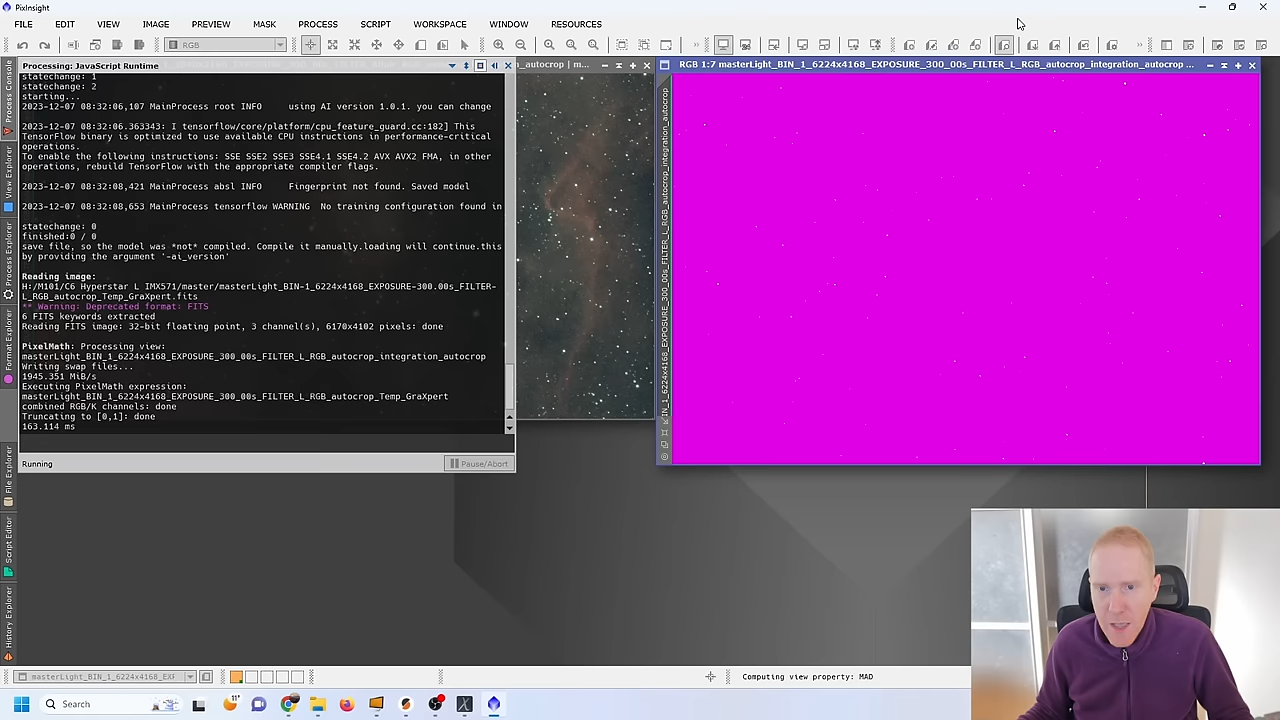 PixInsight
FILE EDIT VIEW IMAGE PREVIEW MASK PROCESS SCRIPT WORKSPACE WINDOW RESOURCES
RGB
Processing: JavaScript Runtime
_autocrop | m...
RGB 1:7 masterLight_BIN_1_6224x4168_EXPOSURE_300_00s_FILTER_L_RGB_autocrop_integration_autocrop ...
statechange: 1
statechange: 2
starting...
2023-12-07 08:32:06,107 MainProcess root INFO using AI version 1.0.1. you can change
2023-12-07 08:32:06.363343: I tensorflow/core/platform/cpu_feature_guard.cc:182] This
TensorFlow binary is optimized to use available CPU instructions in performance-critical
operations.
To enable the following instructions: SSE SSE2 SSE3 SSE4.1 SSE4.2 AVX AVX2 FMA, in other
operations, rebuild TensorFlow with the appropriate compiler flags.
2023-12-07 08:32:08,421 MainProcess absl INFO Fingerprint not found. Saved model
2023-12-07 08:32:08,653 MainProcess tensorflow WARNING No training configuration found in
statechange: 0
finished:0 / 0
save file, so the model was *not* compiled. Compile it manually.loading will continue.this
by providing the argument '-ai_version'
Reading image:
H:/M101/C6 Hyperstar L IMX571/master/masterLight_BIN-1_6224x4168_EXPOSURE-300.00s_FILTER-
L_RGB_autocrop_Temp_GraXpert.fits
** Warning: Deprecated format: FITS
6 FITS keywords extracted
Reading FITS image: 32-bit floating point, 3 channel(s), 6170x4102 pixels: done
PixelMath: Processing view:
masterLight_BIN_1_6224x4168_EXPOSURE_300_00s_FILTER_L_RGB_autocrop_integration_autocrop
Writing swap files...
1945.351 MiB/s
Executing PixelMath expression:
masterLight_BIN_1_6224x4168_EXPOSURE_300_00s_FILTER_L_RGB_autocrop_Temp_GraXpert
combined RGB/K channels: done
Truncating to [0,1]: done
163.114 ms
Running
Pause/Abort
Process Console
View Explorer
Process Explorer
Format Explorer
File Explorer
Script Editor
History Explorer
IN_1_6224x4168_EXPOSURE_300_00s_FILTER_L_RGB_autocrop_integration_autocrop
masterLight_BIN_1_6224x4168_EXP
Computing view property: MAD
11°
Search